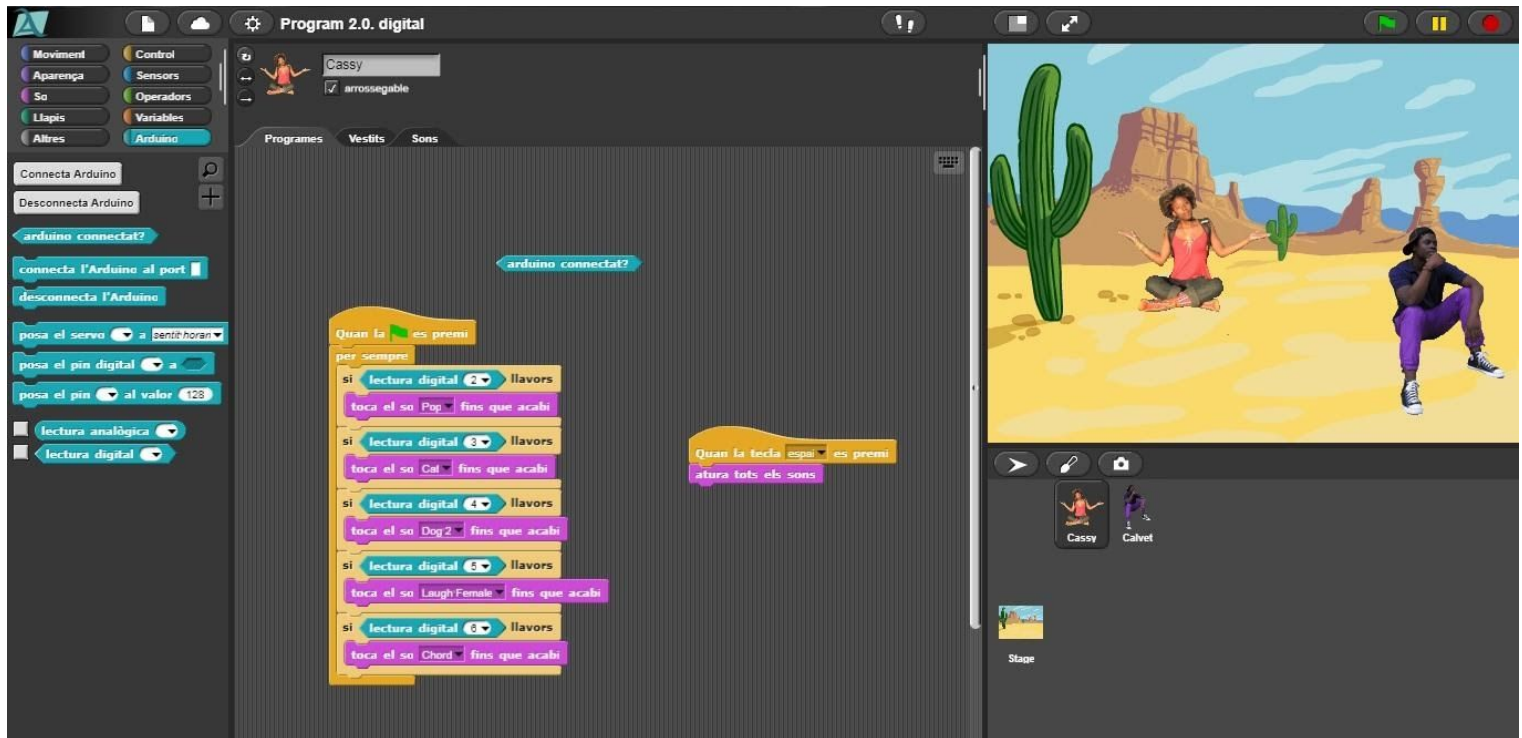 Program 2.0. digital
Moviment
Control
Aparença
Sensors
So
Operadors
Llapis
Variables
Altres
Arduino
Connecta Arduino
Desconnecta Arduino
arduino connectat?
connecta l'Arduino al port
desconnecta l'Arduino
posa el servo a sentit horari
posa el pin digital a
posa el pin al valor 128
lectura analògica
lectura digital
Cassy
arrossegable
Programes
Vestits
Sons
arduino connectat?
Quan la es premi
per sempre
si lectura digital 2 llavors
toca el so Pop fins que acabi
si lectura digital 3 llavors
toca el so Cat fins que acabi
si lectura digital 4 llavors
toca el so Dog 2 fins que acabi
si lectura digital 5 llavors
toca el so Laugh Female fins que acabi
si lectura digital 6 llavors
toca el so Chord fins que acabi
Quan la tecla espai es premi
atura tots els sons
Cassy
Calvet
Stage